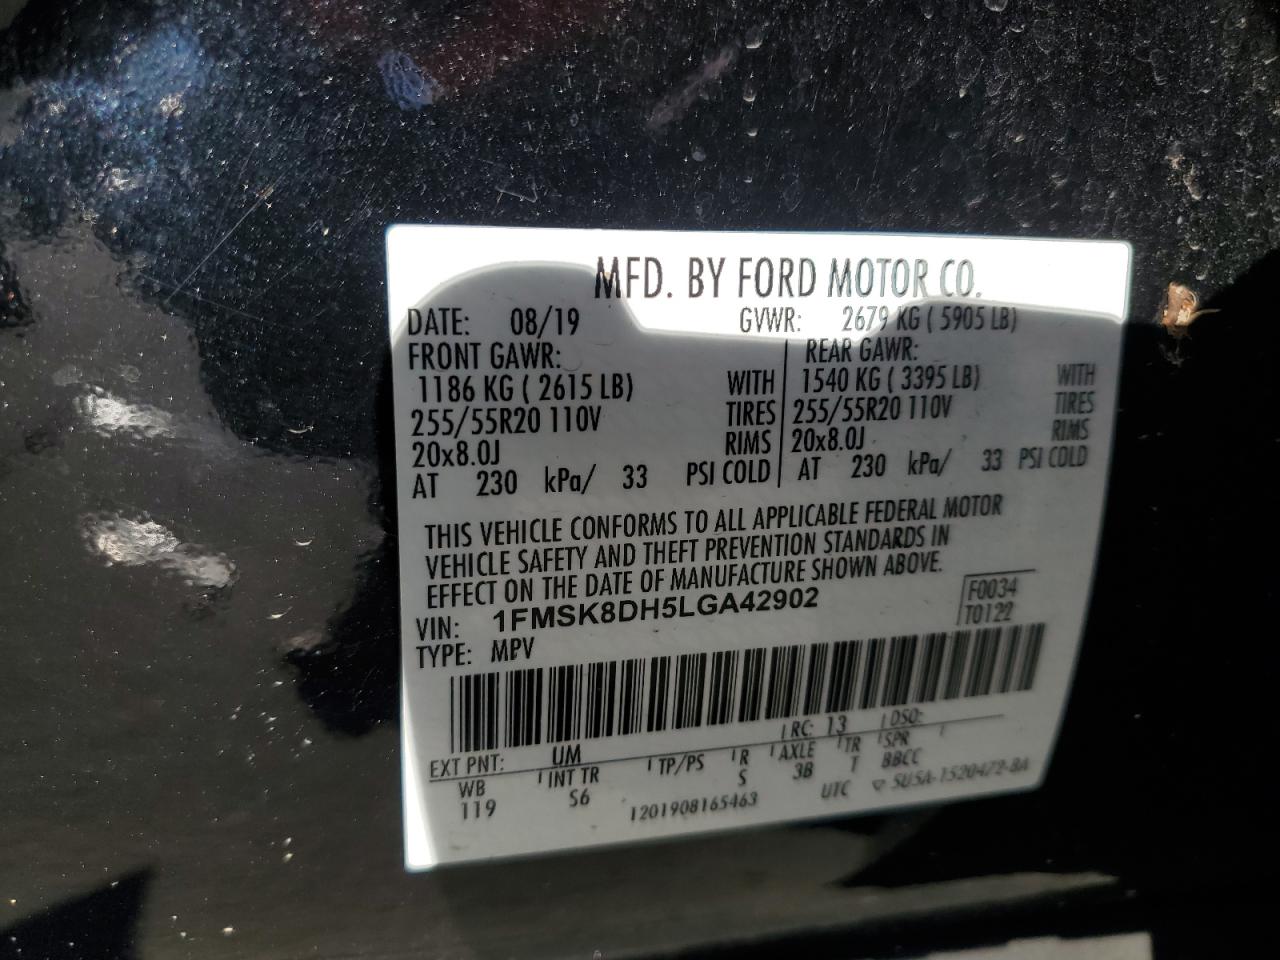 MFD. BY FORD MOTOR CO.
DATE: 08/19 GVWR: 2679 KG ( 5905 LB)
FRONT GAWR: REAR GAWR:
1186 KG ( 2615 LB) WITH 1540 KG ( 3395 LB) WITH
255/55R20 110V TIRES 255/55R20 110V TIRES
20x8.0J RIMS 20x8.0J RIMS
AT 230 kPa/ 33 PSI COLD AT 230 kPa/ 33 PSI COLD
THIS VEHICLE CONFORMS TO ALL APPLICABLE FEDERAL MOTOR
VEHICLE SAFETY AND THEFT PREVENTION STANDARDS IN
EFFECT ON THE DATE OF MANUFACTURE SHOWN ABOVE.
VIN: 1FMSK8DH5LGA42902 F0034
TYPE: MPV T0122
EXT PNT: UM RC: 13 DSO:
WB INT TR TP/PS R AXLE TR SPR
119 S6 S 3B T BBCC
1201908165463 UTC 5U5A-1520472-BA